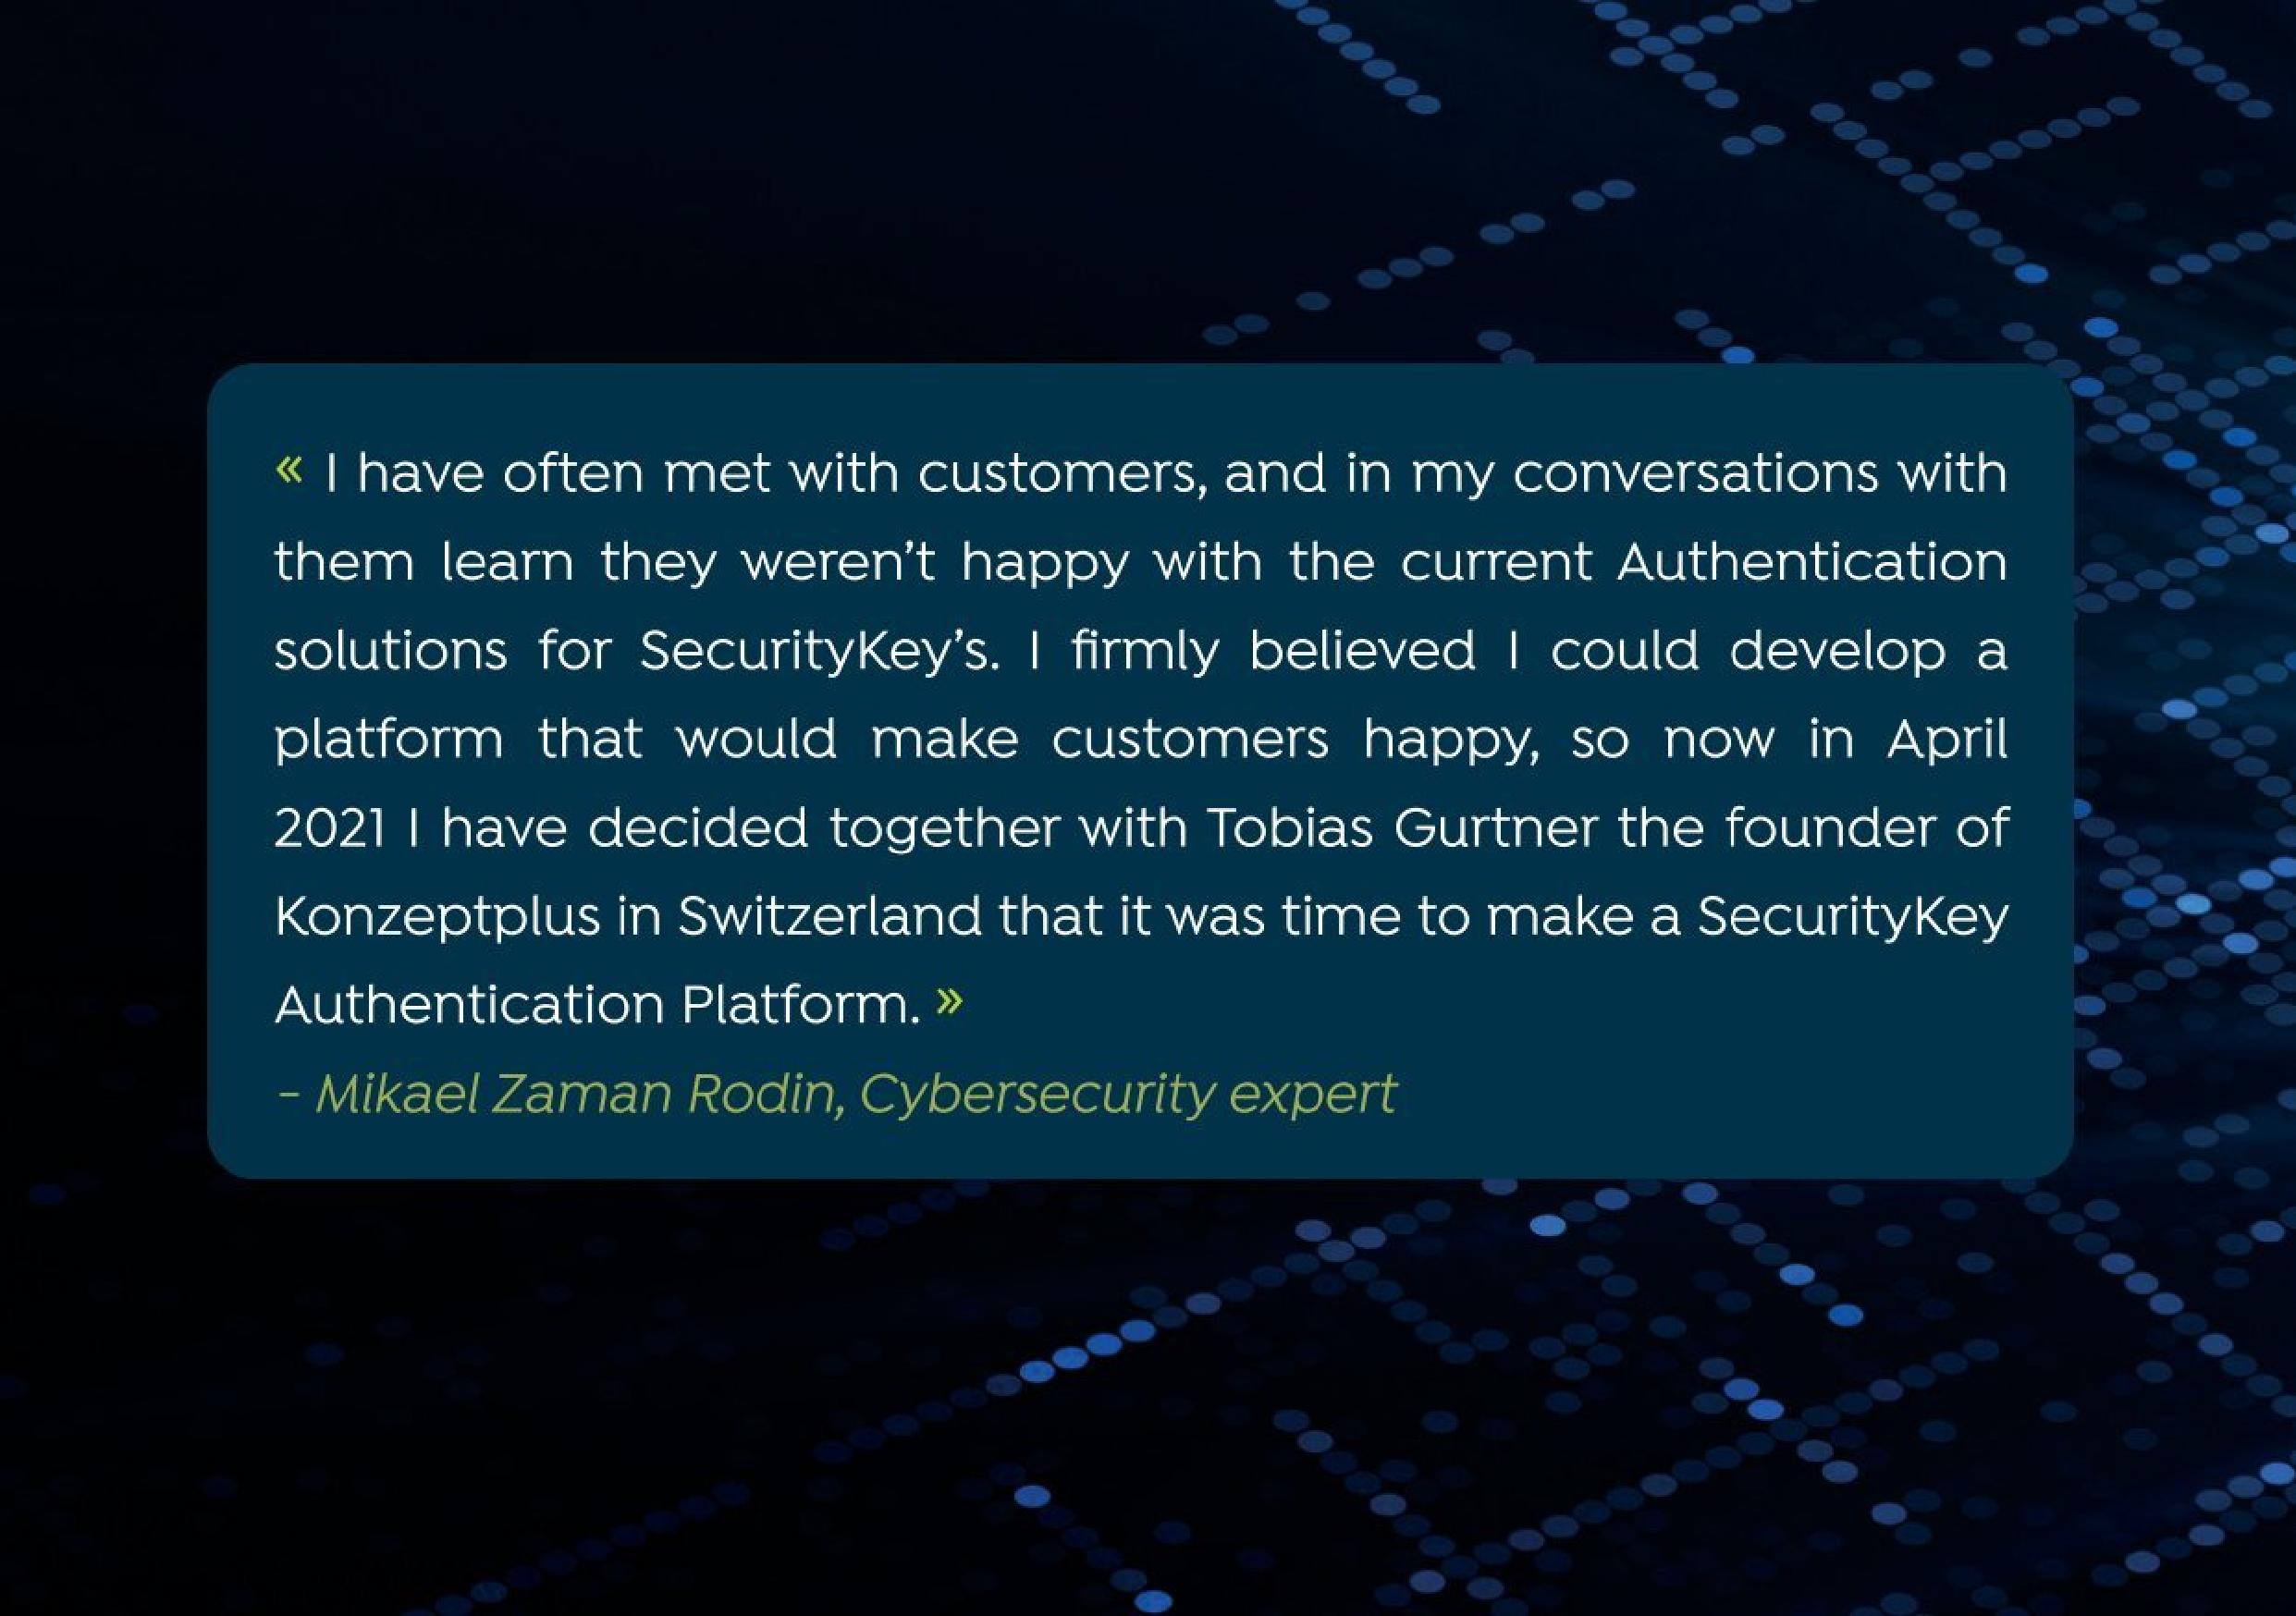 « I have often met with customers, and in my conversations with
them learn they weren’t happy with the current Authentication
solutions for SecurityKey’s. I firmly believed I could develop a
platform that would make customers happy, so now in April
2021 I have decided together with Tobias Gurtner the founder of
Konzeptplus in Switzerland that it was time to make a SecurityKey
Authentication Platform. »
– Mikael Zaman Rodin, Cybersecurity expert